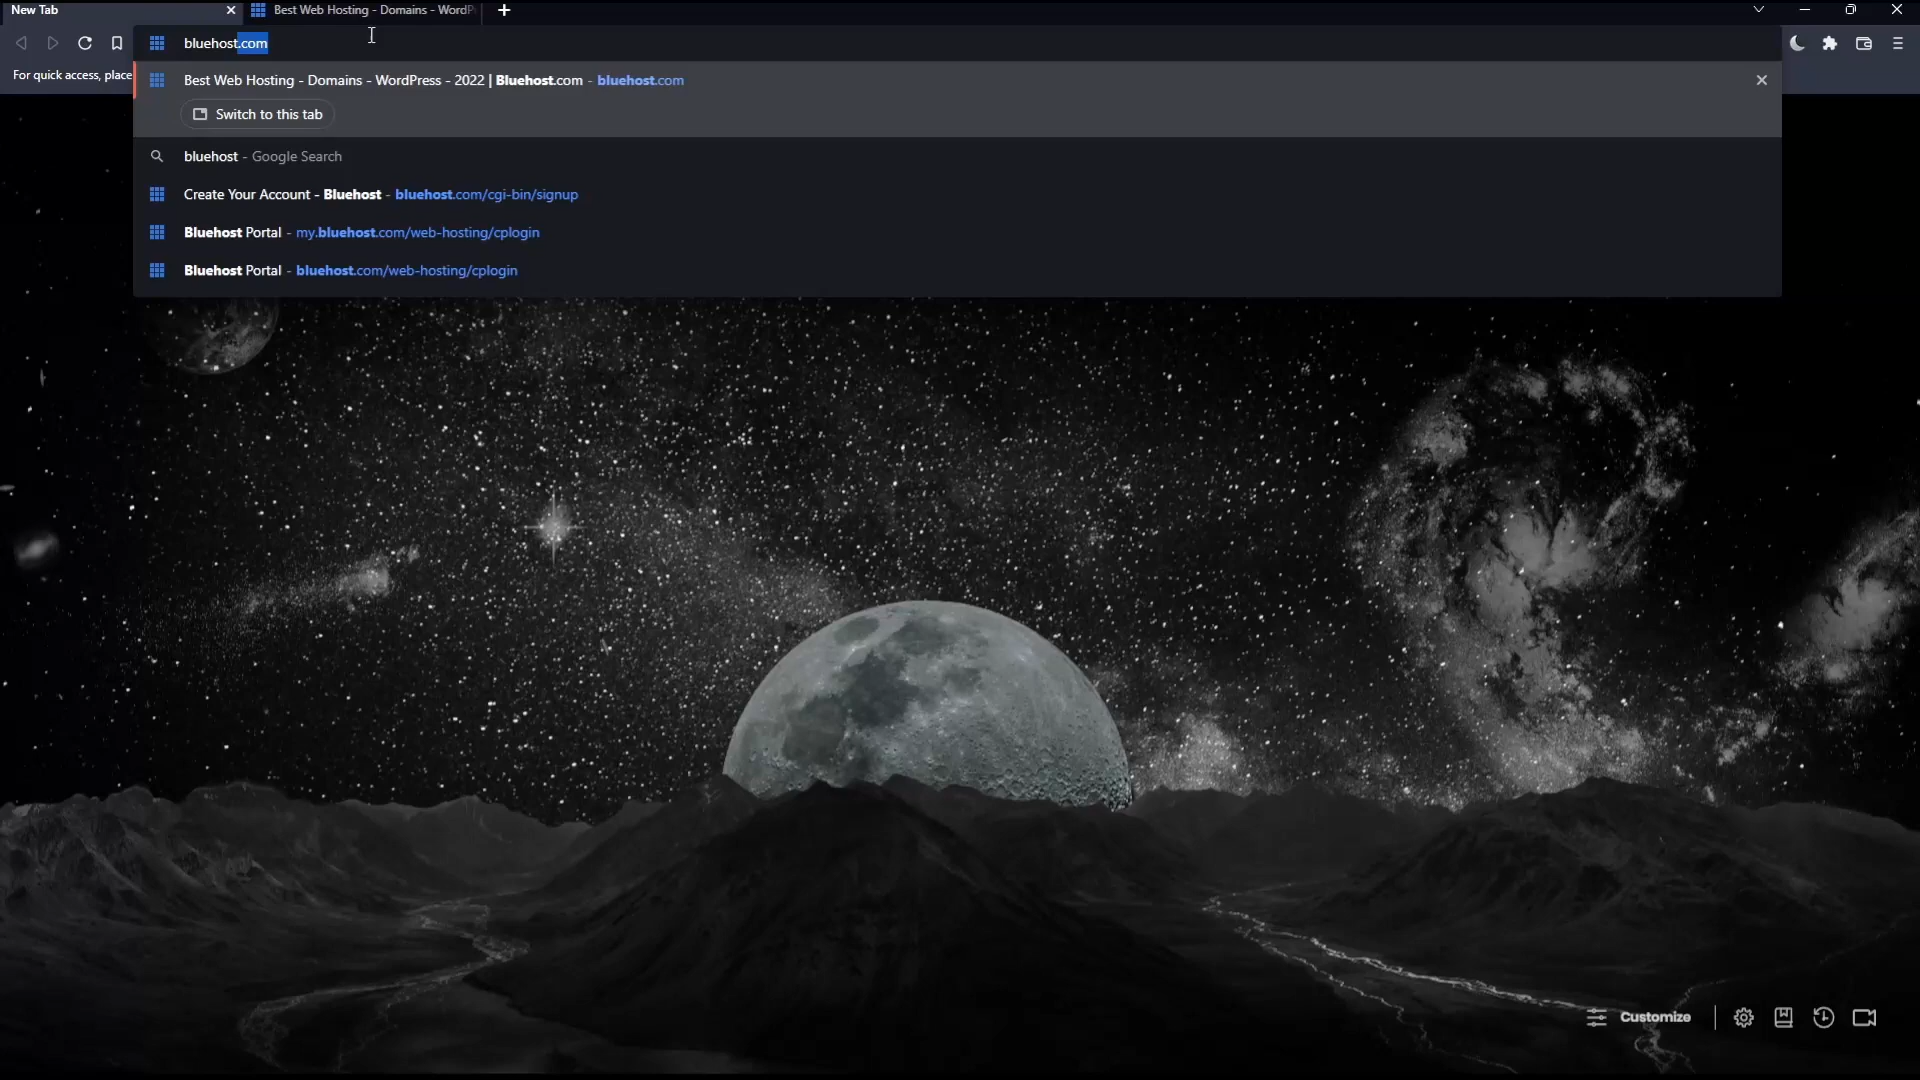 New Tab
Best Web Hosting - Domains - WordP
bluehost.com
For quick access, place
Best Web Hosting - Domains - WordPress - 2022 | Bluehost.com - bluehost.com
Switch to this tab
bluehost - Google Search
Create Your Account - Bluehost - bluehost.com/cgi-bin/signup
Bluehost Portal - my.bluehost.com/web-hosting/cplogin
Bluehost Portal - bluehost.com/web-hosting/cplogin
Customize